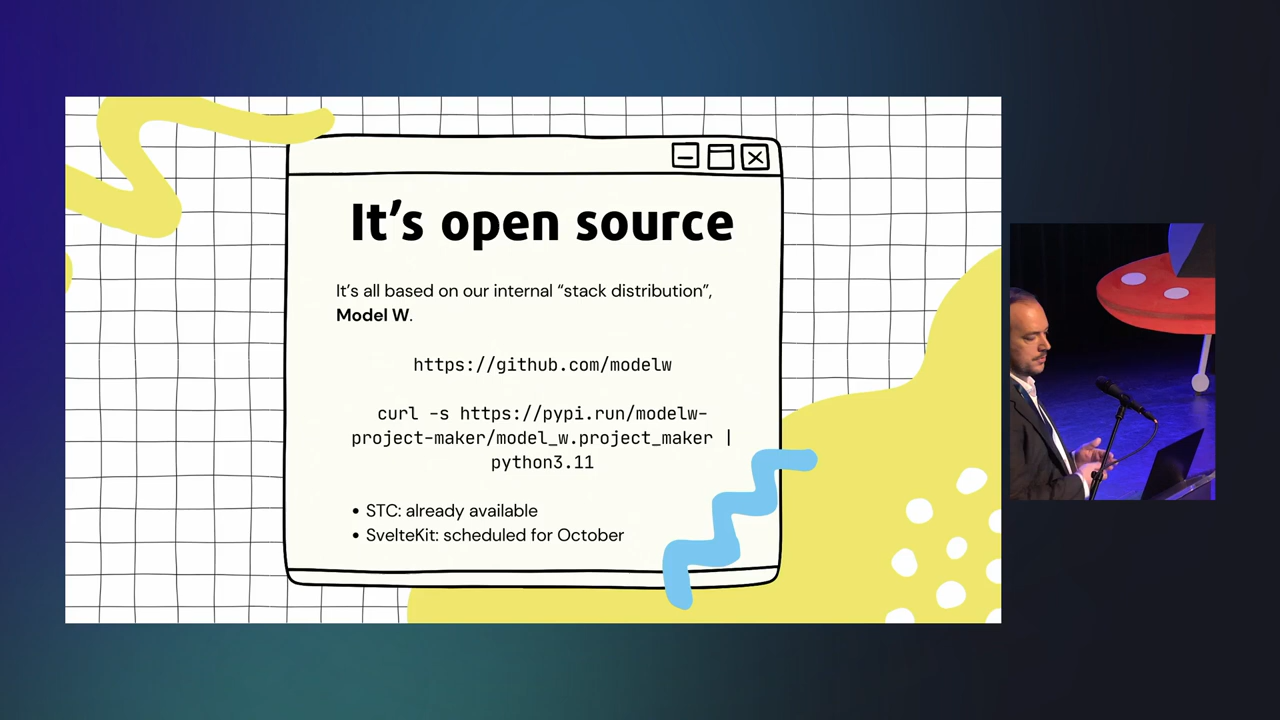 It’s open source
It’s all based on our internal “stack distribution”,
Model W.
https://github.com/modelw
curl -s https://pypi.run/modelw-
project-maker/model_w.project_maker |
python3.11
• STC: already available
• SvelteKit: scheduled for October